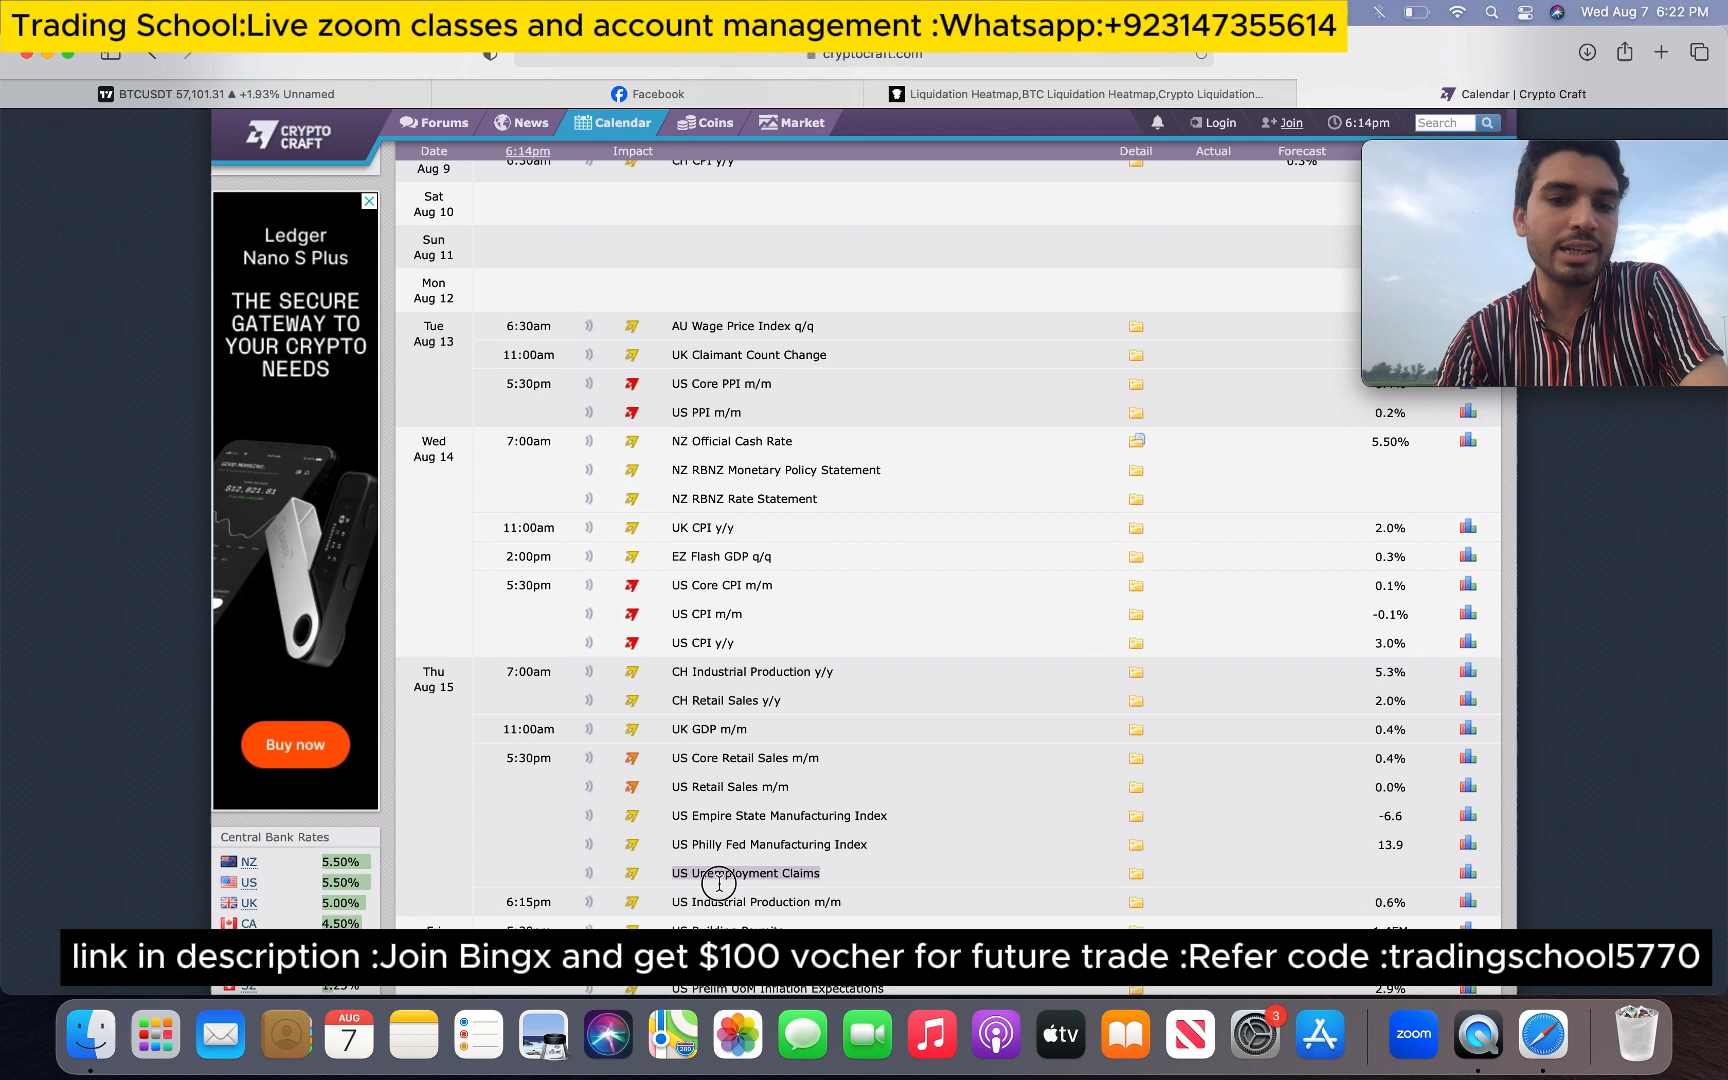 Trading School:Live zoom classes and account management :Whatsapp:+923147355614
Wed Aug 7 6:22 PM
cryptocraft.com
BTCUSDT 57,101.31 ▲ +1.93% Unnamed
Facebook
Liquidation Heatmap,BTC Liquidation Heatmap,Crypto Liquidation...
Calendar | Crypto Craft
CRYPTO CRAFT
Forums News Calendar Coins Market
Login Join 6:14pm Search
Date 6:14pm Impact Detail Actual Forecast
Aug 9 6:30am CH CPI y/y 0.3%
Sat
Aug 10
Sun
Aug 11
Mon
Aug 12
Tue
Aug 13
6:30am AU Wage Price Index q/q
11:00am UK Claimant Count Change
5:30pm US Core PPI m/m
US PPI m/m 0.2%
Wed
Aug 14
7:00am NZ Official Cash Rate 5.50%
NZ RBNZ Monetary Policy Statement
NZ RBNZ Rate Statement
11:00am UK CPI y/y 2.0%
2:00pm EZ Flash GDP q/q 0.3%
5:30pm US Core CPI m/m 0.1%
US CPI m/m -0.1%
US CPI y/y 3.0%
Thu
Aug 15
7:00am CH Industrial Production y/y 5.3%
CH Retail Sales y/y 2.0%
11:00am UK GDP m/m 0.4%
5:30pm US Core Retail Sales m/m 0.4%
US Retail Sales m/m 0.0%
US Empire State Manufacturing Index -6.6
US Philly Fed Manufacturing Index 13.9
US Unemployment Claims
6:15pm US Industrial Production m/m 0.6%
US Prelim UoM Inflation Expectations 2.9%
Ledger
Nano S Plus
THE SECURE
GATEWAY TO
YOUR CRYPTO
NEEDS
Buy now
Central Bank Rates
NZ 5.50%
US 5.50%
UK 5.00%
CA 4.50%
link in description :Join Bingx and get $100 vocher for future trade :Refer code :tradingschool5770
AUG
7
280
tv
3
zoom